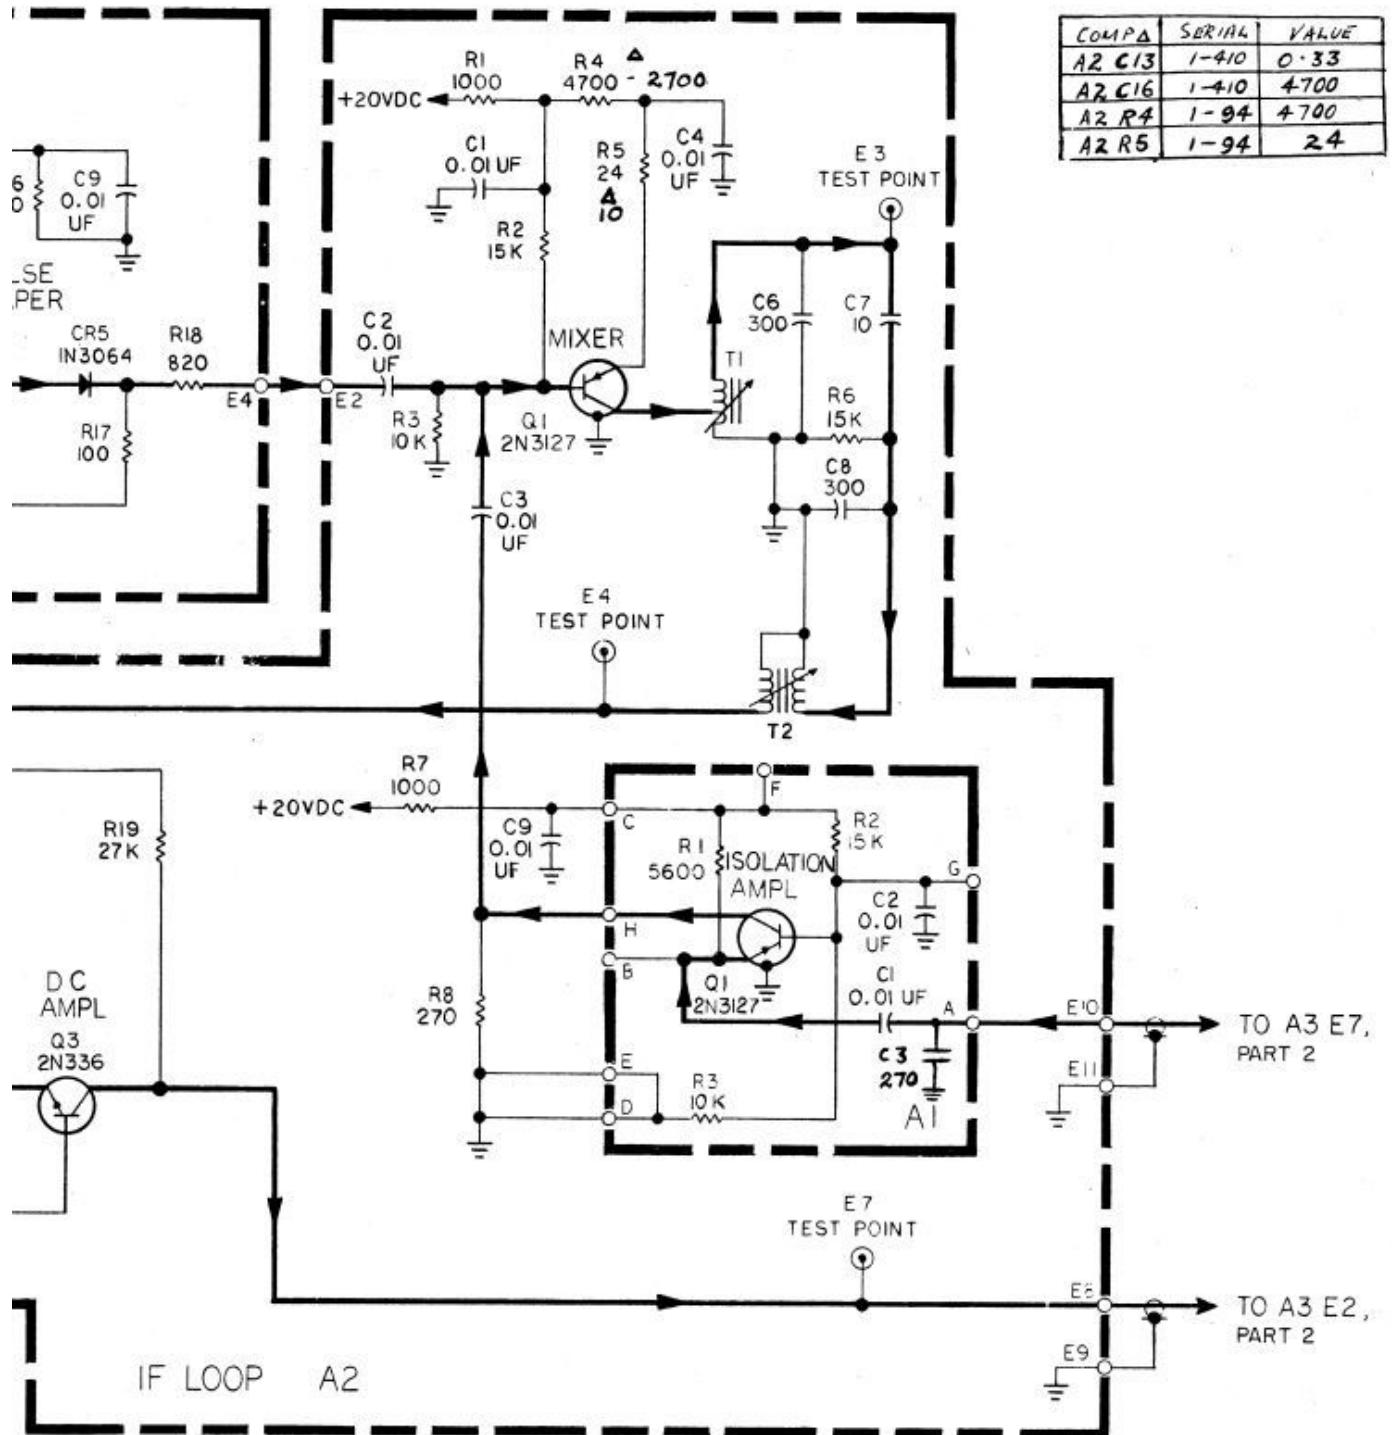 COMPΔ SERIAL VALUE
A2 C13 1-410 0.33
A2 C16 1-410 4700
A2 R4 1-94 4700
A2 R5 1-94 24
R1
1000
R4 Δ
4700 - 2700
+20VDC
C1
0.01 UF
R5
24
Δ
10
C4
0.01
UF
E3
TEST POINT
6
0
C9
0.01
UF
R2
15K
LSE
APER
CR5
IN3064
R18
820
E4
E2
C2
0.01
UF
MIXER
R17
100
R3
10K
Q1
2N3127
T1
C6
300
C7
10
R6
15K
C8
300
C3
0.01
UF
E4
TEST POINT
T2
R7
1000
+20VDC
C9
0.01
UF
C
F
R1
5600
R2
15K
ISOLATION
AMPL
G
C2
0.01
UF
H
B
Q1
2N3127
C1
0.01 UF
A
C3
270
R19
27K
DC
AMPL
Q3
2N336
R8
270
E
D
R3
10K
A1
E10
TO A3 E7,
PART 2
E11
E7
TEST POINT
E8
TO A3 E2,
PART 2
E9
IF LOOP A2